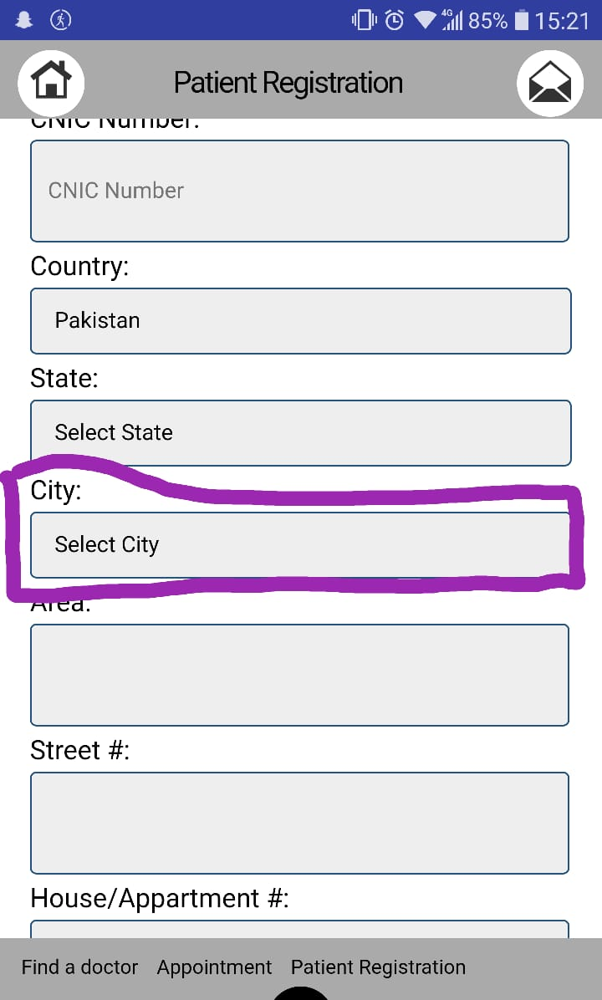 4G 85% 15:21
Patient Registration
CNIC Number:
CNIC Number
Country:
Pakistan
State:
Select State
City:
Select City
Area:
Street #:
House/Appartment #:
Find a doctor Appointment Patient Registration